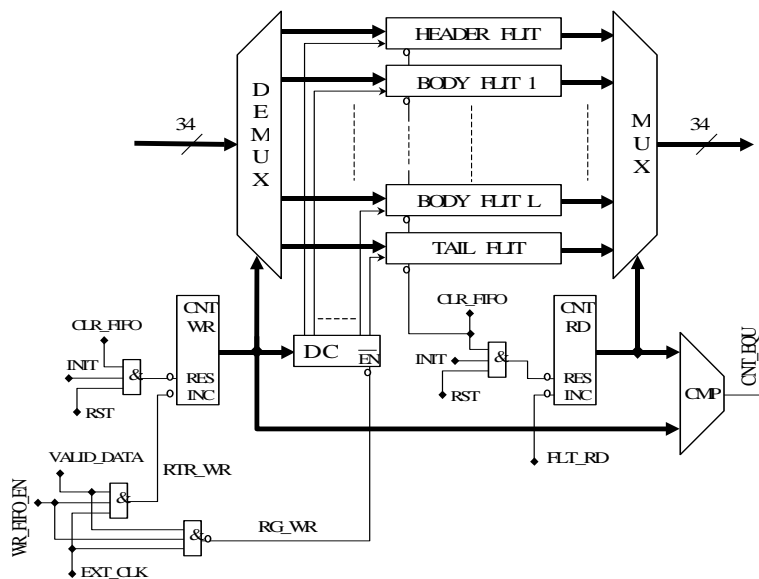 HEADER FLIT
BODY FLIT 1
BODY FLIT L
TAIL FLIT
DEMUX
MUX
34
34
CLR_FIFO
CNT
WR
RES
INC
INIT
&
RST
DC
EN
CLR_FIFO
INIT
&
RST
CNT
RD
RES
INC
CMP
CNT_EQU
FLT_RD
VALID_DATA
RTR_WR
WR_FIFO_EN
&
&
RG_WR
EXT_CLK